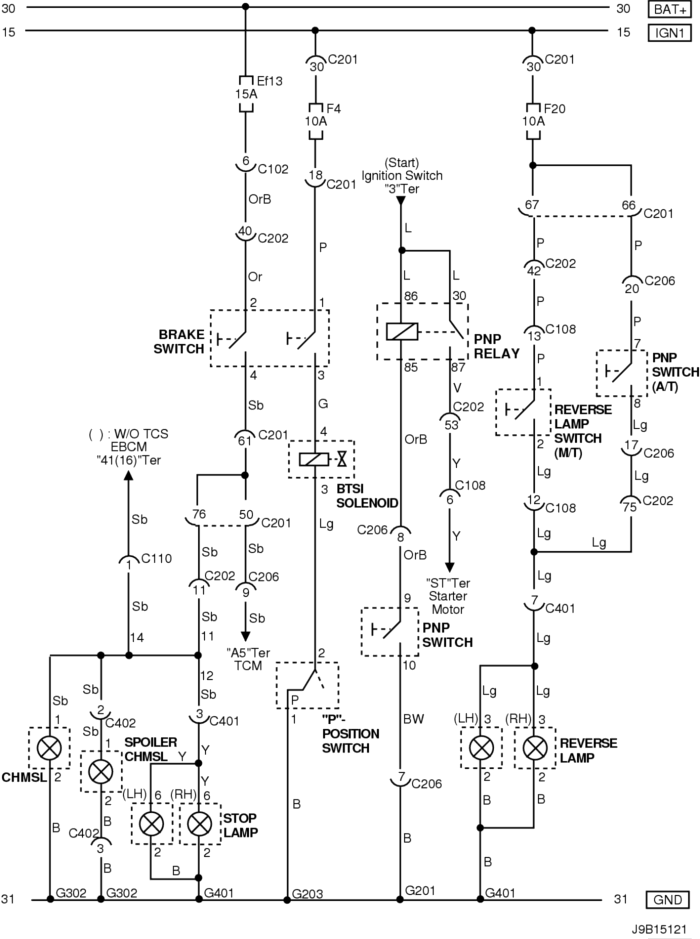 30
30
BAT+
15
15
IGN1
C201
30
C201
30
Ef13
15A
F4
10A
F20
10A
(Start)
Ignition Switch
"3"Ter
6
C102
18
C201
OrB
67
66
C201
40
C202
L
P
P
C202
42
C206
20
Or
P
L
L
P
2
1
86
30
13
C108
P
7
BRAKE
SWITCH
PNP
RELAY
PNP
SWITCH
(A/T)
4
3
85
87
1
8
Sb
G
V
REVERSE
LAMP
SWITCH
(M/T)
Lg
( ) : W/O TCS
EBCM
"41(16)"Ter
C201
61
4
C202
53
2
17
C206
OrB
Y
Lg
Lg
BTSI
SOLENOID
3
C108
6
12
C108
75
C202
76
50
C201
Lg
C206
8
Y
Lg
Lg
Sb
Sb
Sb
OrB
Lg
C110
1
C202
11
C206
9
"ST"Ter
Starter
Motor
7
C401
Sb
Sb
Sb
9
14
11
"A5"Ter
TCM
2
PNP
SWITCH
Lg
12
10
Sb
Sb
Sb
P
Lg
Lg
1
2
C402
3
C401
1
"P"-
POSITION
SWITCH
BW
(LH)
3
(RH)
3
Sb
1
SPOILER
CHMSL
Y
Y
REVERSE
LAMP
CHMSL
2
Y
7
C206
2
2
2
(LH)
6
(RH)
6
B
B
B
B
C402
3
STOP
LAMP
B
B
B
2
2
B
B
B
31
G302
G302
G401
G203
G201
G401
31
GND
J9B15121